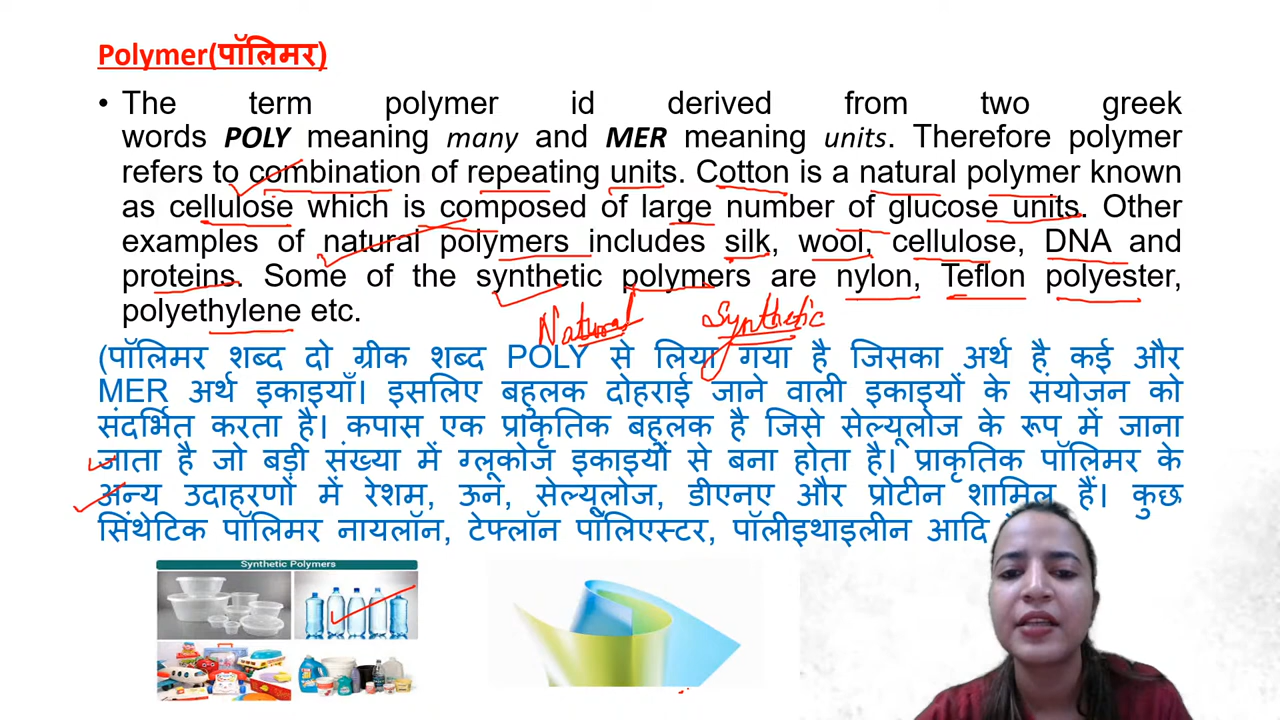 Polymer(पॉलिमर)
• The term polymer id derived from two greek
words POLY meaning many and MER meaning units. Therefore polymer
refers to combination of repeating units. Cotton is a natural polymer known
as cellulose which is composed of large number of glucose units. Other
examples of natural polymers includes silk, wool, cellulose, DNA and
proteins. Some of the synthetic polymers are nylon, Teflon polyester,
polyethylene etc.
Natural Synthetic
(पॉलिमर शब्द दो ग्रीक शब्द POLY से लिया गया है जिसका अर्थ है कई और
MER अर्थ इकाइयाँ। इसलिए बहुलक दोहराई जाने वाली इकाइयों के संयोजन को
संदर्भित करता है। कपास एक प्राकृतिक बहुलक है जिसे सेल्यूलोज के रूप में जाना
जाता है जो बड़ी संख्या में ग्लूकोज इकाइयों से बना होता है। प्राकृतिक पॉलिमर के
अन्य उदाहरणों में रेशम, ऊन, सेल्यूलोज, डीएनए और प्रोटीन शामिल हैं। कुछ
सिंथेटिक पॉलिमर नायलॉन, टेफ्लॉन पॉलिएस्टर, पॉलीइथाइलीन आदि
Synthetic Polymers